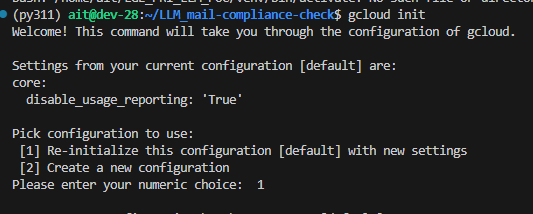 (py311) ait@dev-28:~/LLM_mail-compliance-check$ gcloud init
Welcome! This command will take you through the configuration of gcloud.
Settings from your current configuration [default] are:
core:
  disable_usage_reporting: 'True'
Pick configuration to use:
 [1] Re-initialize this configuration [default] with new settings
 [2] Create a new configuration
Please enter your numeric choice:  1